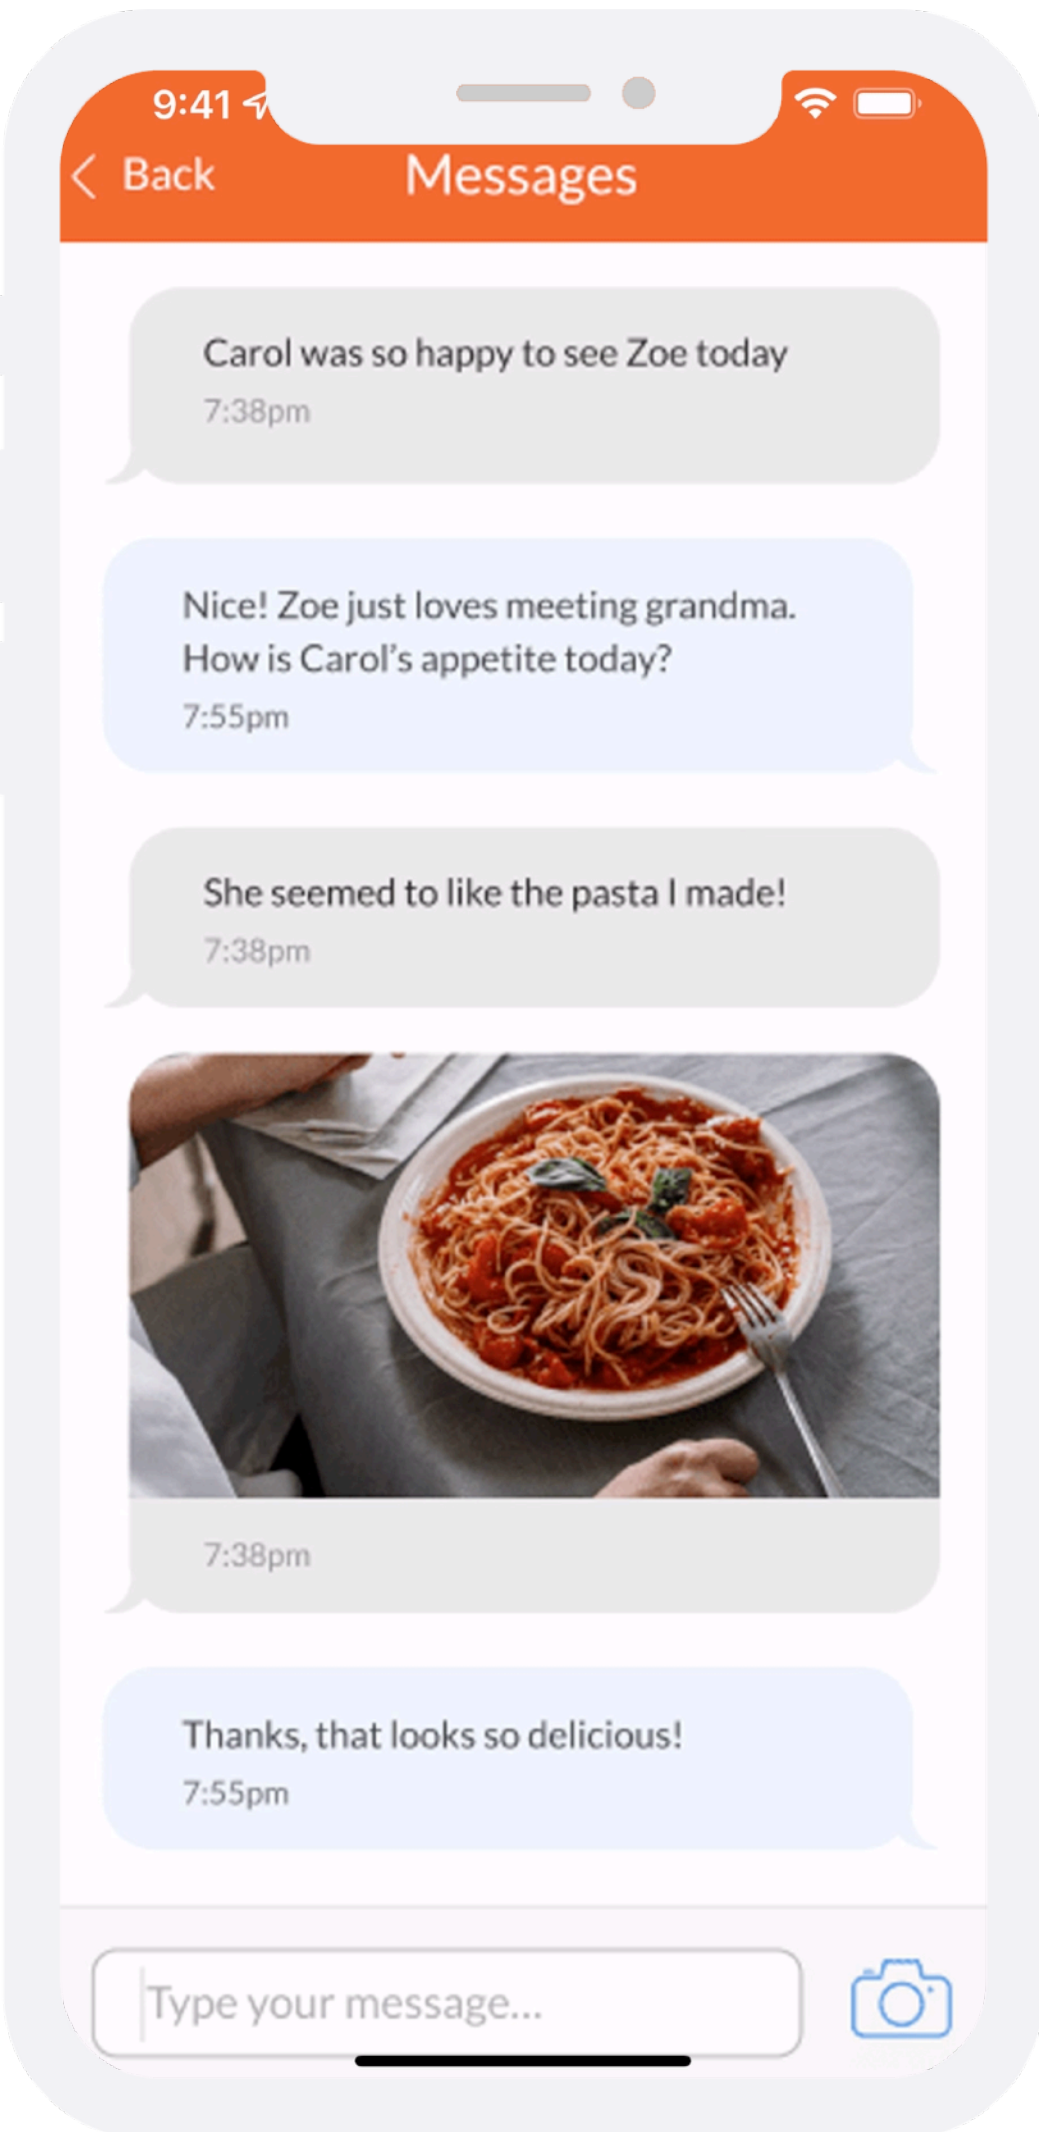 9:41
Back
Messages
Carol was so happy to see Zoe today
7:38pm
Nice! Zoe just loves meeting grandma.
How is Carol’s appetite today?
7:55pm
She seemed to like the pasta I made!
7:38pm
7:38pm
Thanks, that looks so delicious!
7:55pm
Type your message...